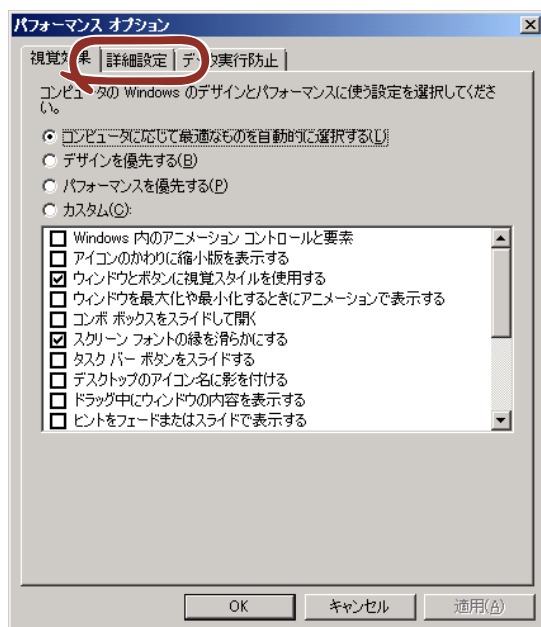 パフォーマンス オプション
視覚効果 詳細設定 データ実行防止
コンピュータの Windows のデザインとパフォーマンスに使う設定を選択してくださ
い。
コンピュータに応じて最適なものを自動的に選択する(L)
デザインを優先する(B)
パフォーマンスを優先する(P)
カスタム(C):
Windows 内のアニメーション コントロールと要素
アイコンのかわりに縮小版を表示する
ウィンドウとボタンに視覚スタイルを使用する
ウィンドウを最大化や最小化するときにアニメーションで表示する
コンボ ボックスをスライドして開く
スクリーン フォントの縁を滑らかにする
タスク バー ボタンをスライドする
デスクトップのアイコン名に影を付ける
ドラッグ中にウィンドウの内容を表示する
ヒントをフェードまたはスライドで表示する
OK キャンセル 適用(A)